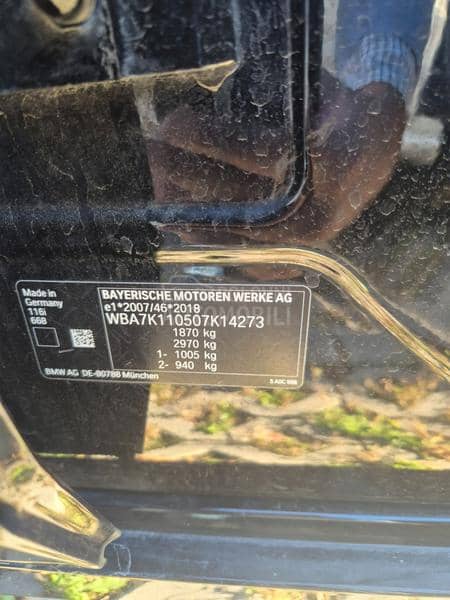 Made in
Germany
116i
668
BMW AG DE-80788 München
BAYERISCHE MOTOREN WERKE AG
e1*2007/46*2018
WBA7K110507K14273
1870 kg
2970 kg
1- 1005 kg
2- 940 kg